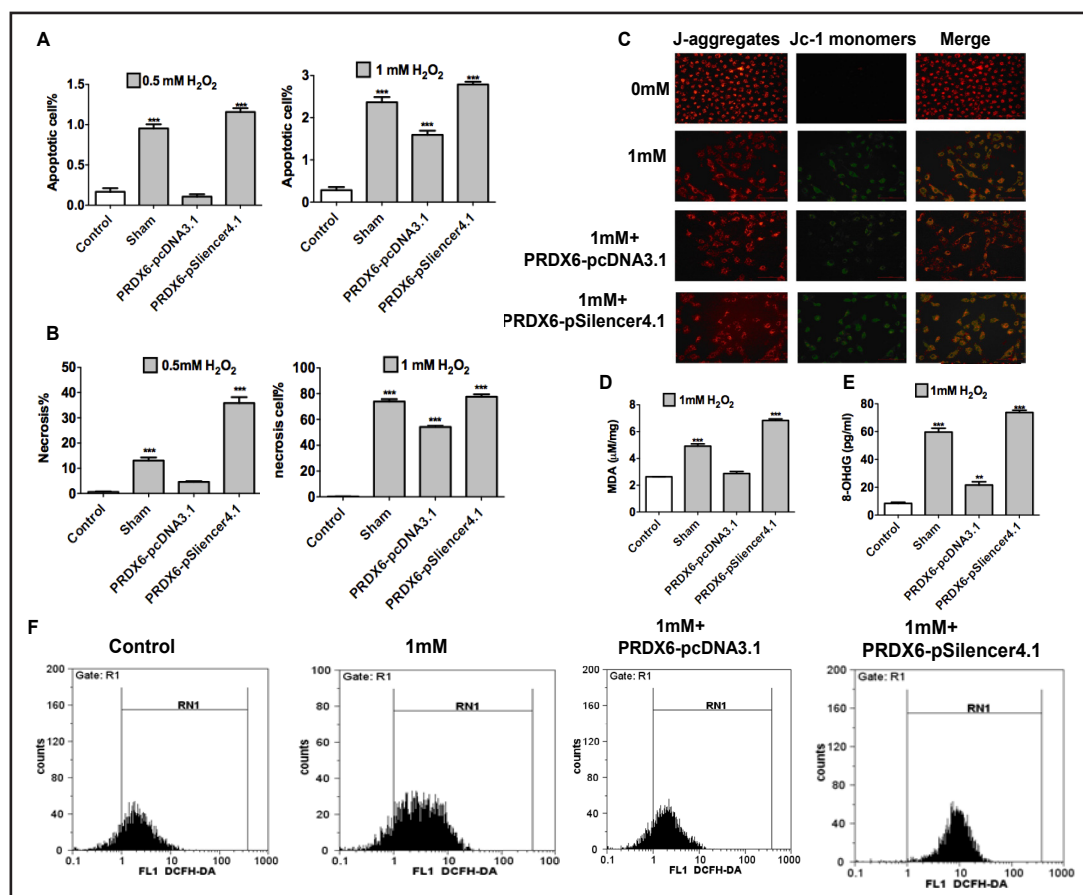 A
0.5 mM H₂O₂
Apoptotic cell%
1.5
1.0
0.5
0.0
Control
Sham
PRDX6-pcDNA3.1
PRDX6-pSliencer4.1
***
***
1 mM H₂O₂
Apoptotic cell%
3
2
1
0
Control
Sham
PRDX6-pcDNA3.1
PRDX6-pSliencer4.1
***
***
***
B
0.5mM H₂O₂
Necrosis%
50
40
30
20
10
0
Control
Sham
PRDX6-pcDNA3.1
PRDX6-pSliencer4.1
***
***
1 mM H₂O₂
necrosis cell%
100
80
60
40
20
0
Control
Sham
PRDX6-pcDNA3.1
PRDX6-pSliencer4.1
***
***
***
C
J-aggregates Jc-1 monomers Merge
0mM
1mM
1mM+
PRDX6-pcDNA3.1
1mM+
PRDX6-pSilencer4.1
D
1mM H₂O₂
MDA (μM/mg)
8
6
4
2
0
Control
Sham
PRDX6-pcDNA3.1
PRDX6-pSliencer4.1
***
***
E
1mM H₂O₂
8-OHdG (pg/ml)
80
60
40
20
0
Control
Sham
PRDX6-pcDNA3.1
PRDX6-pSliencer4.1
***
**
***
F
Control
Gate: R1
RN1
counts
200
160
120
80
40
0
0.1 1 10 100 1000
FL1 DCFH-DA
1mM
Gate: R1
RN1
counts
100
80
60
40
20
0
0.1 1 10 100 1000
FL1 DCFH-DA
1mM+
PRDX6-pcDNA3.1
Gate: R1
RN1
counts
200
160
120
80
40
0
0.1 1 10 100 1000
FL1 DCFH-DA
1mM+
PRDX6-pSilencer4.1
Gate: R1
RN1
counts
200
160
120
80
40
0
0.1 1 10 100 1000
FL1 DCFH-DA